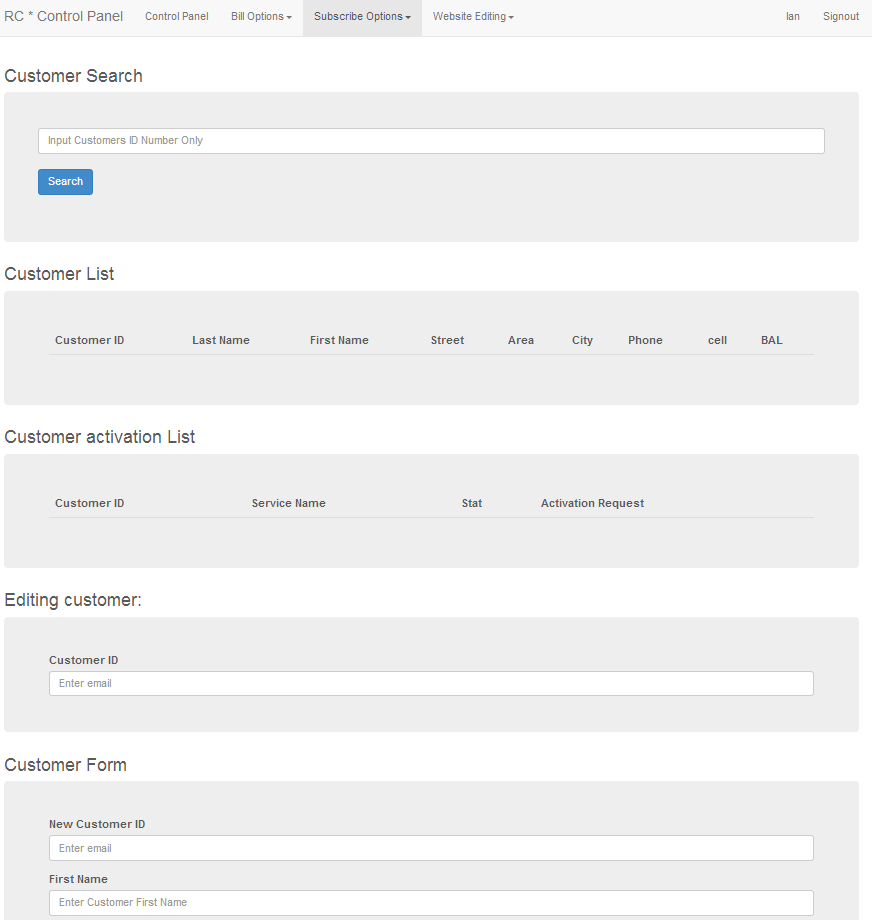 RC * Control Panel Control Panel Bill Options Subscribe Options Website Editing Ian Signout
Customer Search
Input Customers ID Number Only
Search
Customer List
Customer ID Last Name First Name Street Area City Phone cell BAL
Customer activation List
Customer ID Service Name Stat Activation Request
Editing customer:
Customer ID
Enter email
Customer Form
New Customer ID
Enter email
First Name
Enter Customer First Name